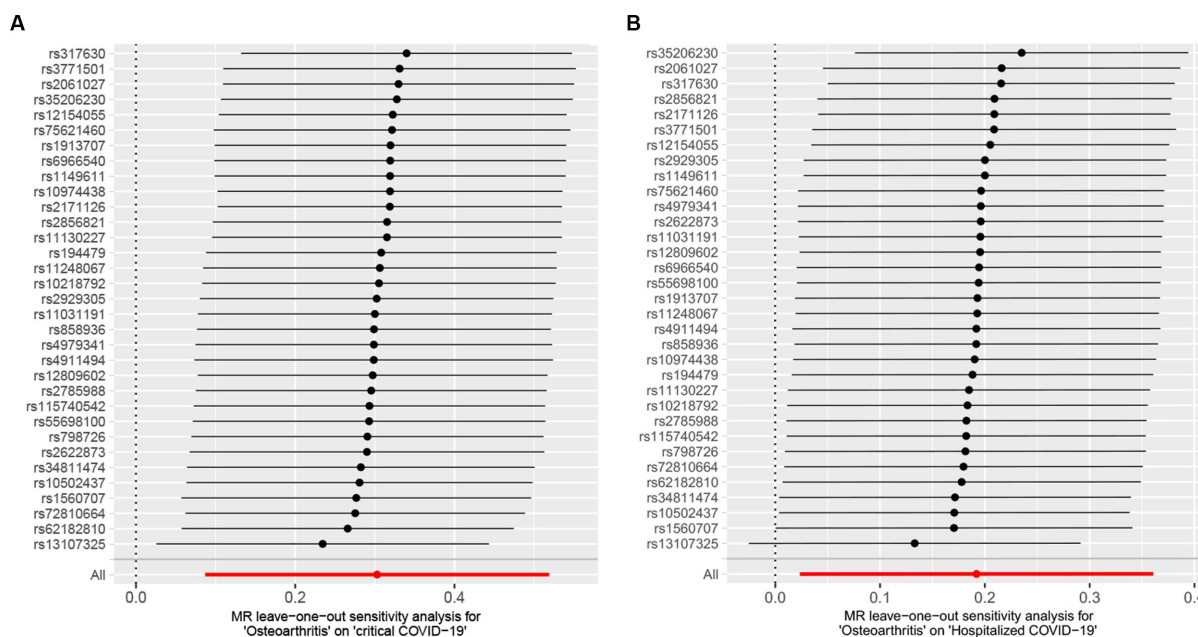 A
rs317630
rs3771501
rs2061027
rs35206230
rs12154055
rs75621460
rs1913707
rs6966540
rs1149611
rs10974438
rs2171126
rs2856821
rs11130227
rs194479
rs11248067
rs10218792
rs2929305
rs11031191
rs858936
rs4979341
rs4911494
rs12809602
rs2785988
rs115740542
rs55698100
rs798726
rs2622873
rs34811474
rs10502437
rs1560707
rs72810664
rs62182810
rs13107325
All
0.0 0.2 0.4
MR leave−one−out sensitivity analysis for
'Osteoarthritis' on 'critical COVID−19'
B
rs35206230
rs2061027
rs317630
rs2856821
rs2171126
rs3771501
rs12154055
rs2929305
rs1149611
rs75621460
rs4979341
rs2622873
rs11031191
rs12809602
rs6966540
rs55698100
rs1913707
rs11248067
rs4911494
rs858936
rs10974438
rs194479
rs11130227
rs10218792
rs2785988
rs115740542
rs798726
rs72810664
rs62182810
rs34811474
rs10502437
rs1560707
rs13107325
All
0.0 0.1 0.2 0.3
MR leave−one−out sensitivity analysis for
'Osteoarthritis' on 'Hospitalized COVID−19'